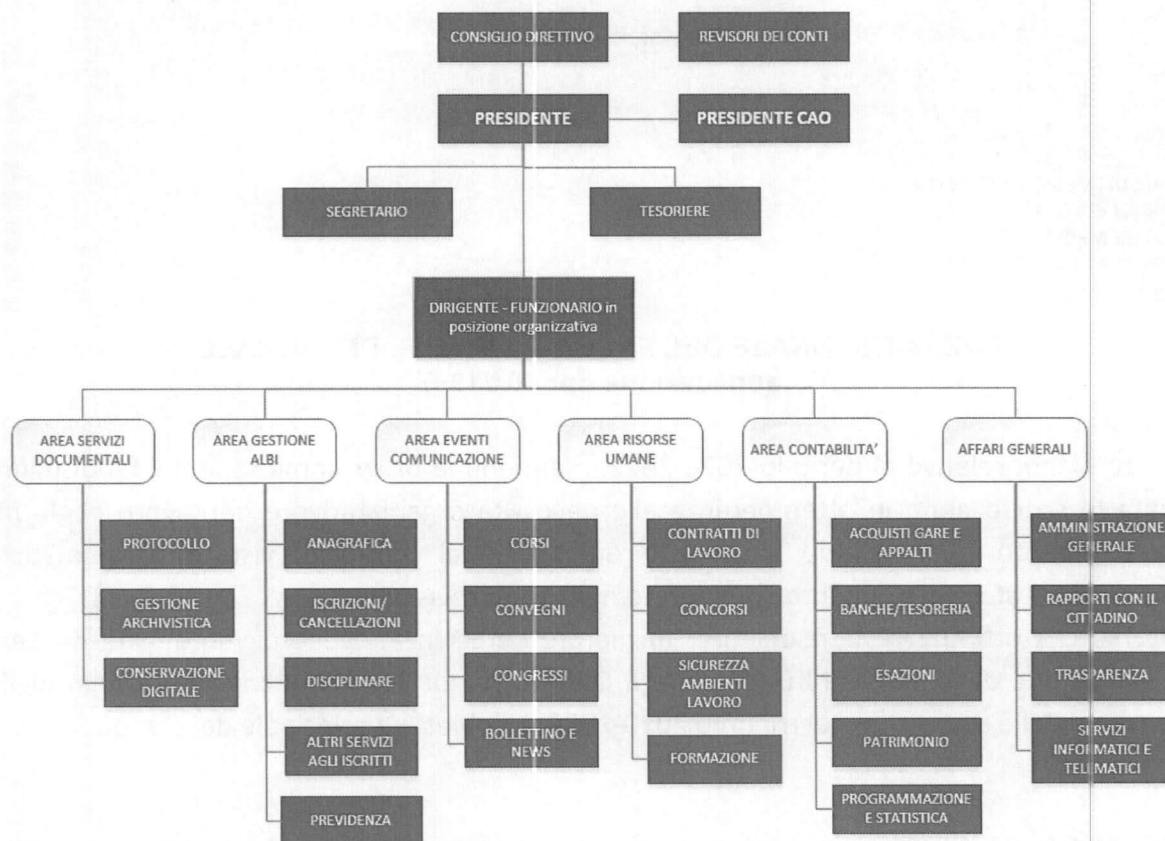 CONSIGLIO DIRETTIVO
REVISORI DEI CONTI
PRESIDENTE
PRESIDENTE CAO
SEGRETARIO
TESORIERE
DIRIGENTE - FUNZIONARIO in
posizione organizzativa
AREA SERVIZI
DOCUMENTALI
PROTOCOLLO
GESTIONE
ARCHIVISTICA
CONSERVAZIONE
DIGITALE
AREA GESTIONE
ALBI
ANAGRAFICA
ISCRIZIONI/
CANCELLAZIONI
DISCIPLINARE
ALTRI SERVIZI
AGLI ISCRITTI
PREVIDENZA
AREA EVENTI
COMUNICAZIONE
CORSI
CONVEGNI
CONGRESSI
BOLLETTINO E
NEWS
AREA RISORSE
UMANE
CONTRATTI DI
LAVORO
CONCORSI
SICUREZZA
AMBIENTI
LAVORO
FORMAZIONE
AREA CONTABILITA'
ACQUISTI GARE E
APPALTI
BANCHE/TESORERIA
ESAZIONI
PATRIMONIO
PROGRAMMAZIONE
E STATISTICA
AFFARI GENERALI
AMMINISTRAZIONE
GENERALE
RAPPORTI CON IL
CITTADINO
TRASPARENZA
SERVIZI
INFORMATICI E
TELEMATICI